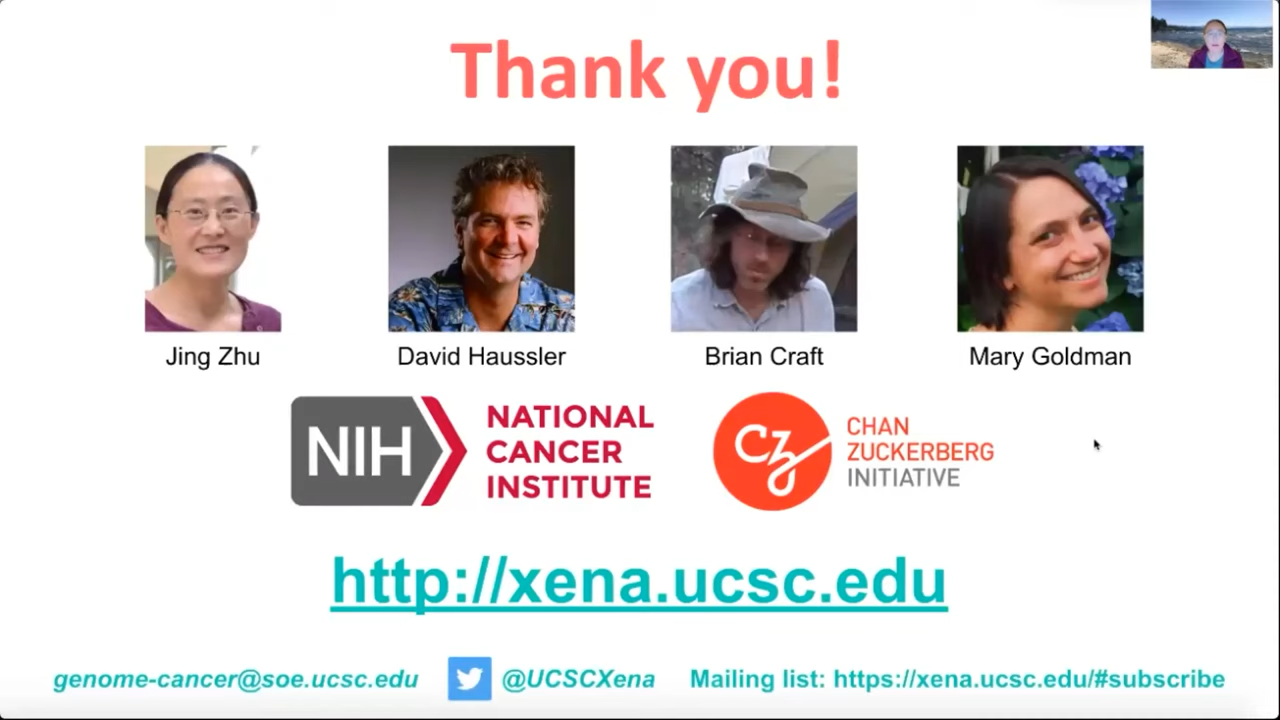 Thank you!
Jing Zhu
David Haussler
Brian Craft
Mary Goldman
NIH
NATIONAL
CANCER
INSTITUTE
CZ
CHAN
ZUCKERBERG
INITIATIVE
http://xena.ucsc.edu
genome-cancer@soe.ucsc.edu
@UCSCXena
Mailing list: https://xena.ucsc.edu/#subscribe